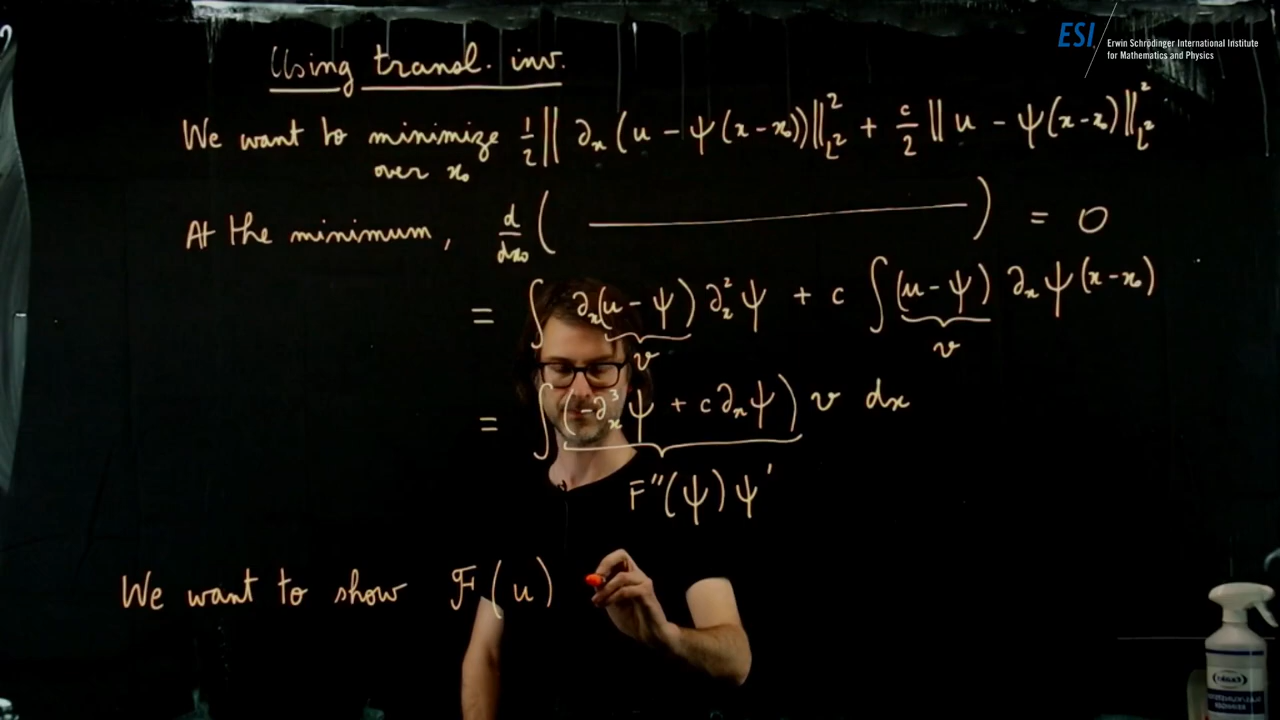 ESI Erwin Schrödinger International Institute
for Mathematics and Physics
Using transl. inv.
We want to minimize 1/2 || ∂ₓ (u − ψ(x−x₀)) ||²_{L²} + c/2 || u − ψ(x−x₀) ||²_{L²}
over x₀
At the minimum, d/dx₀ ( ——— ) = 0
= ∫ ∂ₓ(u − ψ) ∂ₓ²ψ + c ∫ (u − ψ) ∂ₓψ(x−x₀)
v v
= ∫ (−∂ₓ³ψ + c∂ₓψ) v dx
F″(ψ)ψ′
We want to show F(u)